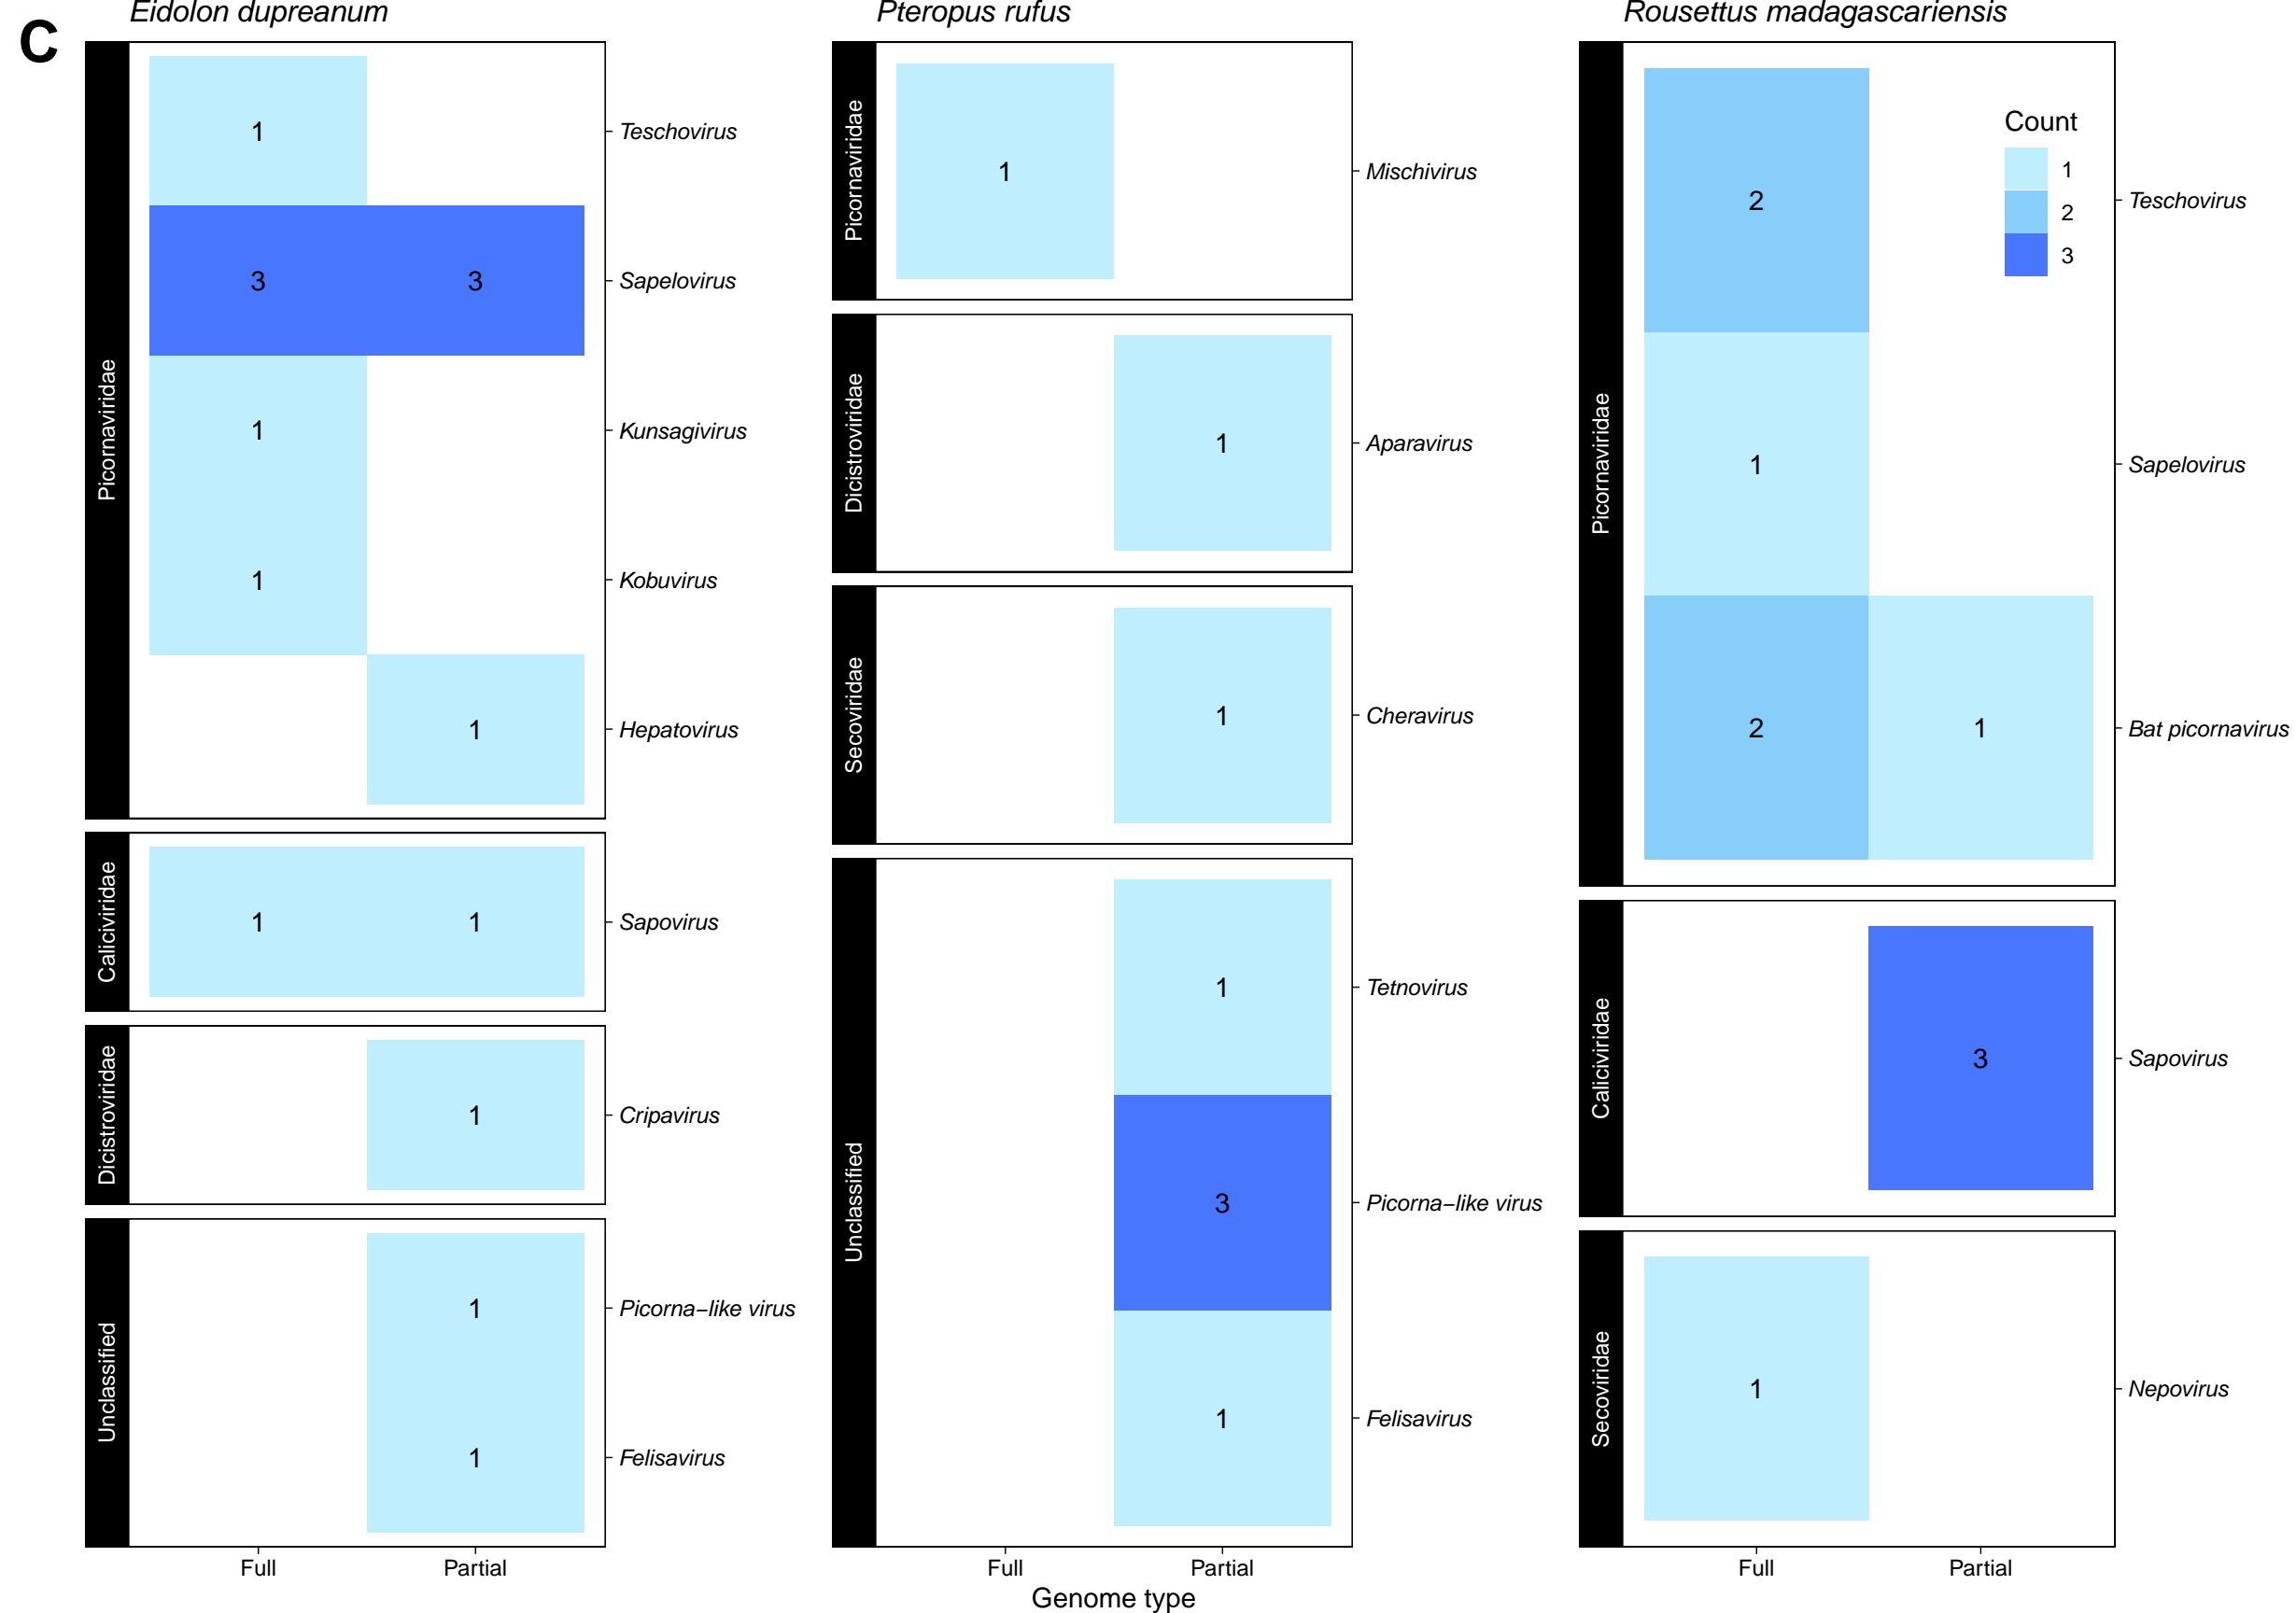 C
Eidolon dupreanum
Picornaviridae
1
Teschovirus
3 3
Sapelovirus
1
Kunsagivirus
1
Kobuvirus
1
Hepatovirus
Caliciviridae
1 1
Sapovirus
Dicistroviridae
1
Cripavirus
Unclassified
1
Picorna−like virus
1
Felisavirus
Full Partial
Pteropus rufus
Picornaviridae
1
Mischivirus
Dicistroviridae
1
Aparavirus
Secoviridae
1
Cheravirus
Unclassified
1
Tetnovirus
3
Picorna−like virus
1
Felisavirus
Full Partial
Genome type
Rousettus madagascariensis
Picornaviridae
Count
1
2
3
2
Teschovirus
1
Sapelovirus
2 1
Bat picornavirus
Caliciviridae
3
Sapovirus
Secoviridae
1
Nepovirus
Full Partial